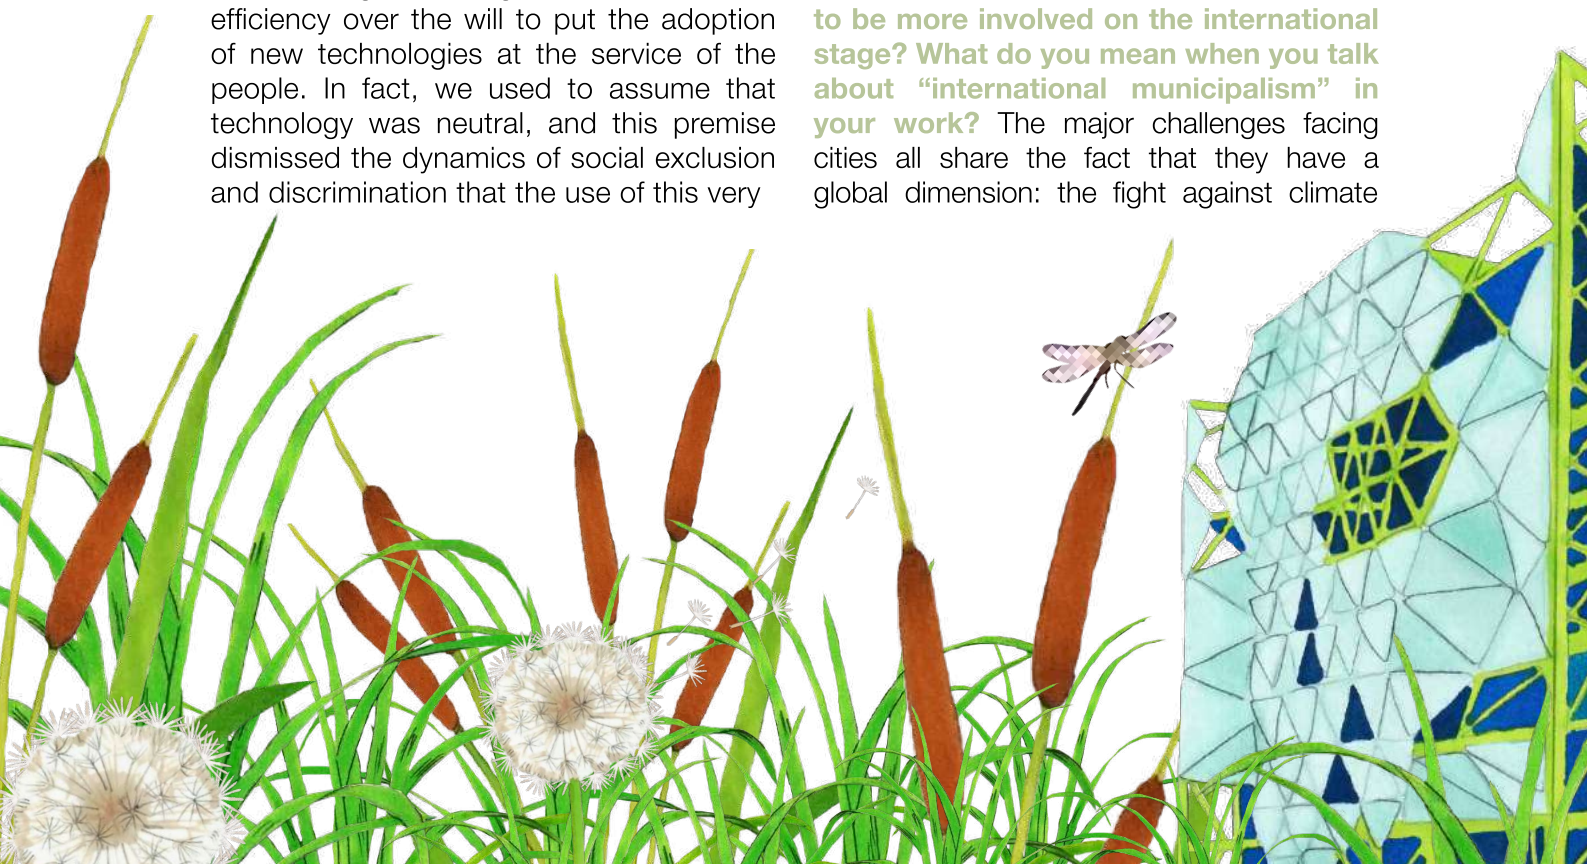 efficiency over the will to put the adoption
of new technologies at the service of the
people. In fact, we used to assume that
technology was neutral, and this premise
dismissed the dynamics of social exclusion
and discrimination that the use of this very
to be more involved on the international
stage? What do you mean when you talk
about “international municipalism” in
your work? The major challenges facing
cities all share the fact that they have a
global dimension: the fight against climate